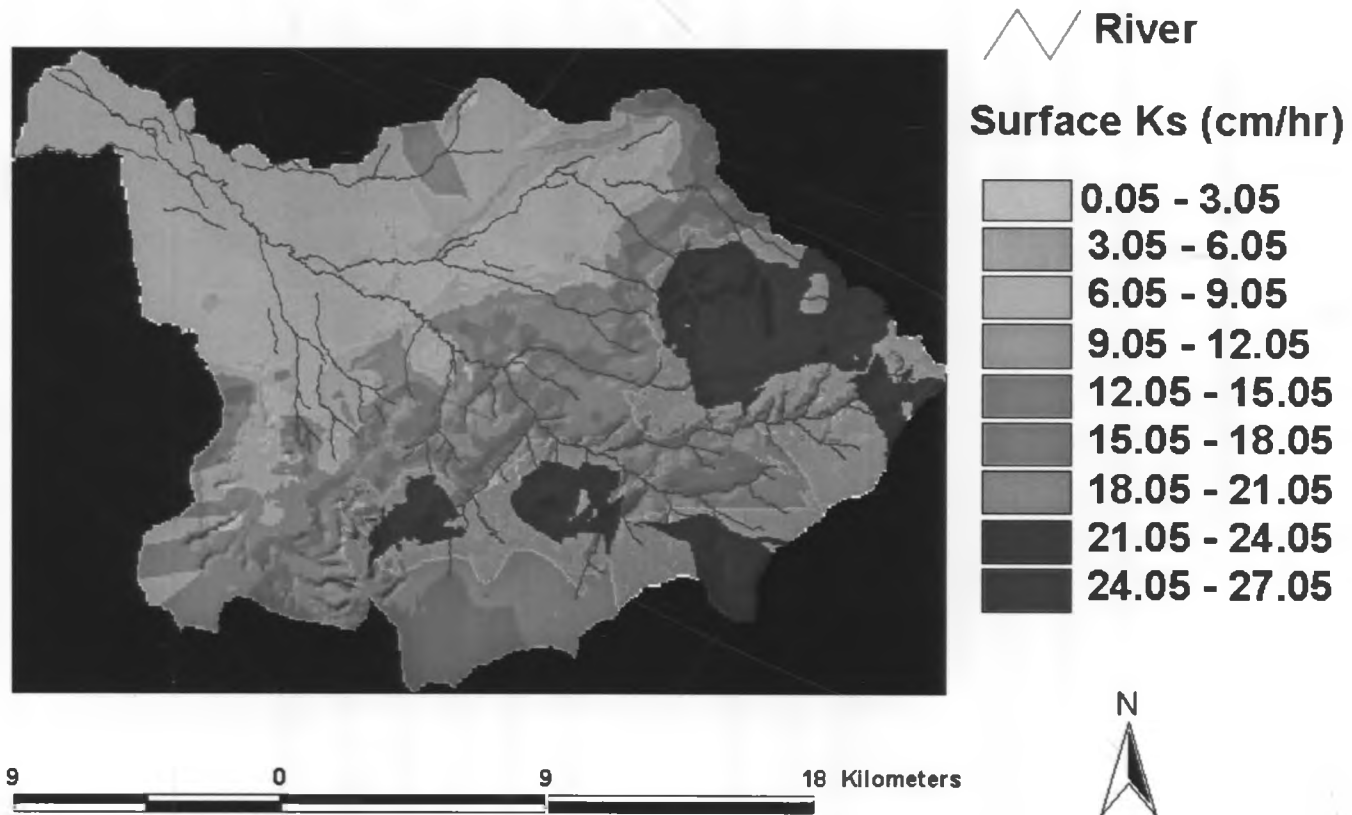 River
Surface Ks (cm/hr)
0.05 - 3.05
3.05 - 6.05
6.05 - 9.05
9.05 - 12.05
12.05 - 15.05
15.05 - 18.05
18.05 - 21.05
21.05 - 24.05
24.05 - 27.05
N
9 0 9 18 Kilometers